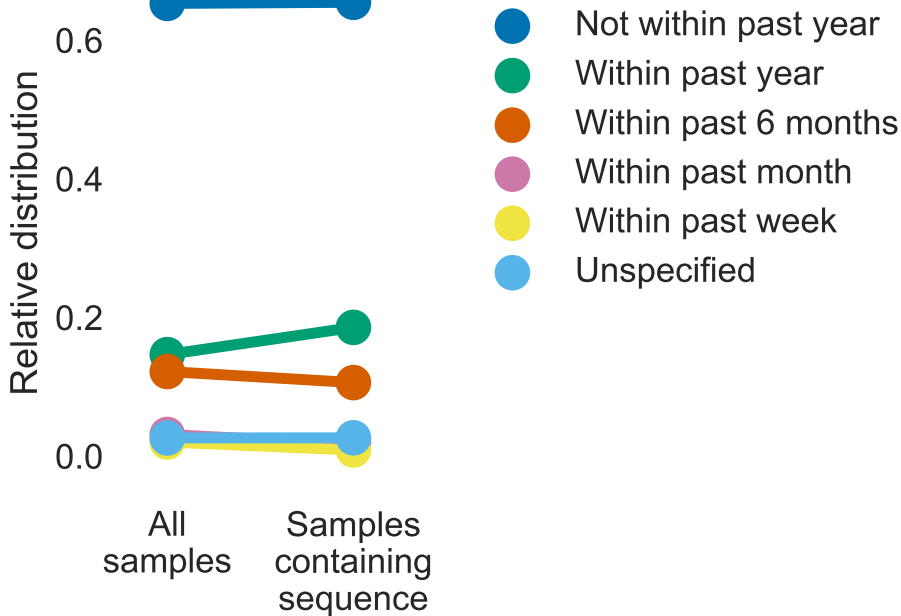 Relative distribution
0.6
0.4
0.2
0.0
All
samples
Samples
containing
sequence
Not within past year
Within past year
Within past 6 months
Within past month
Within past week
Unspecified